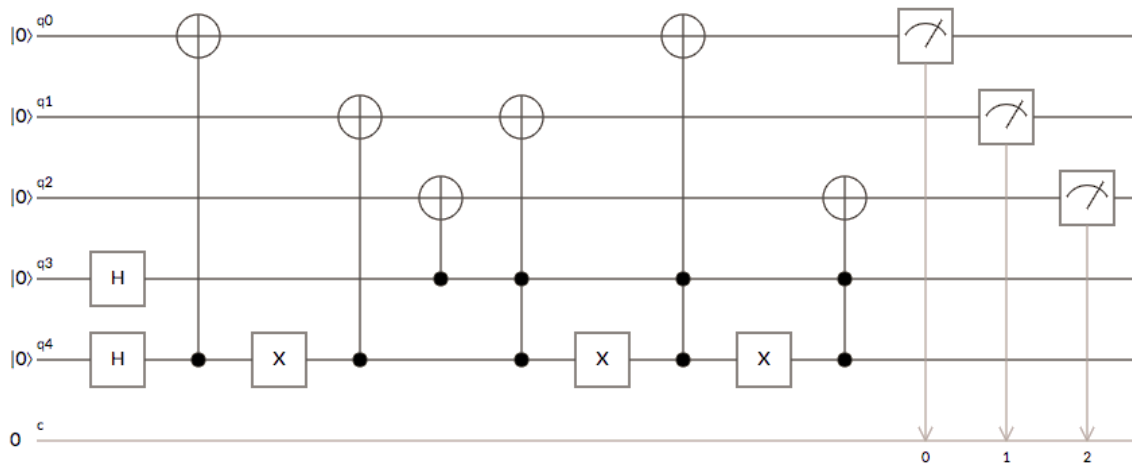 |0⟩ q0
|0⟩ q1
|0⟩ q2
|0⟩ q3 H
|0⟩ q4 H X X X
0 c
0 1 2